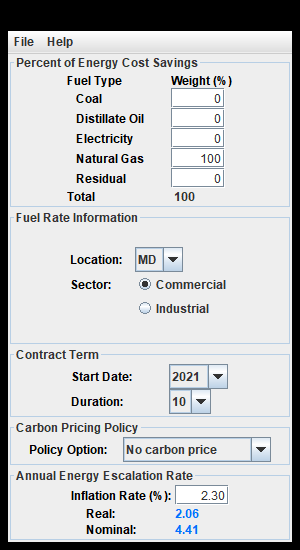 File Help
Percent of Energy Cost Savings
Fuel Type Weight (%)
Coal 0
Distillate Oil 0
Electricity 0
Natural Gas 100
Residual 0
Total 100
Fuel Rate Information
Location: MD
Sector: Commercial
Industrial
Contract Term
Start Date: 2021
Duration: 10
Carbon Pricing Policy
Policy Option: No carbon price
Annual Energy Escalation Rate
Inflation Rate (%): 2.30
Real: 2.06
Nominal: 4.41